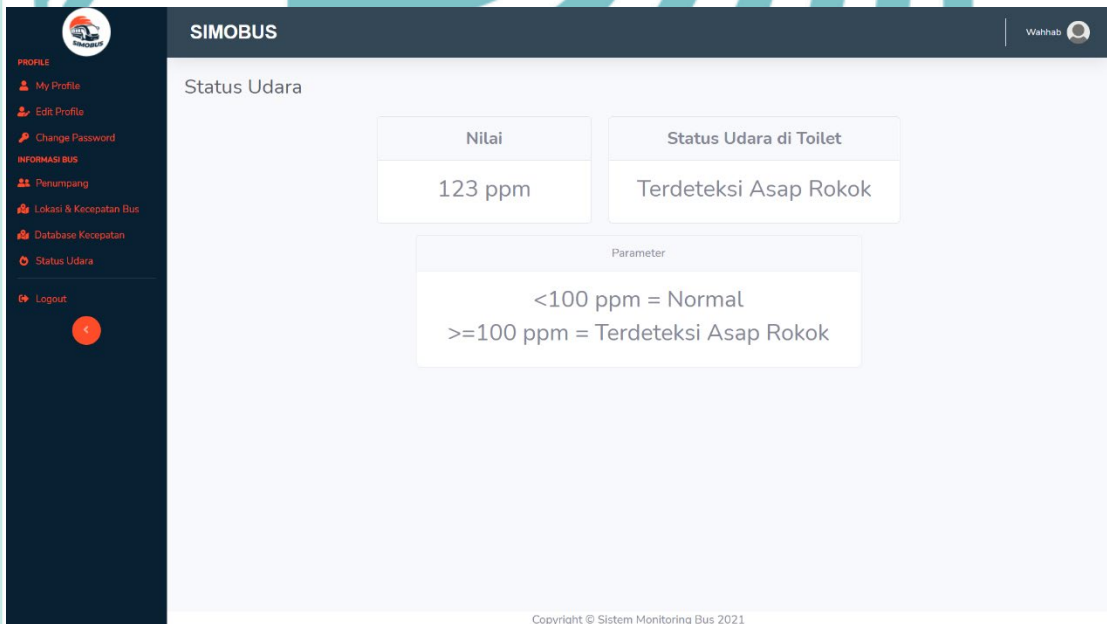 SIMOBUS
SIMOBUS
Wahhab
PROFILE
My Profile
Edit Profile
Change Password
INFORMASI BUS
Penumpang
Lokasi & Kecepatan Bus
Database Kecepatan
Status Udara
Logout
Status Udara
Nilai
123 ppm
Status Udara di Toilet
Terdeteksi Asap Rokok
Parameter
<100 ppm = Normal
>=100 ppm = Terdeteksi Asap Rokok
Copyright © Sistem Monitoring Bus 2021